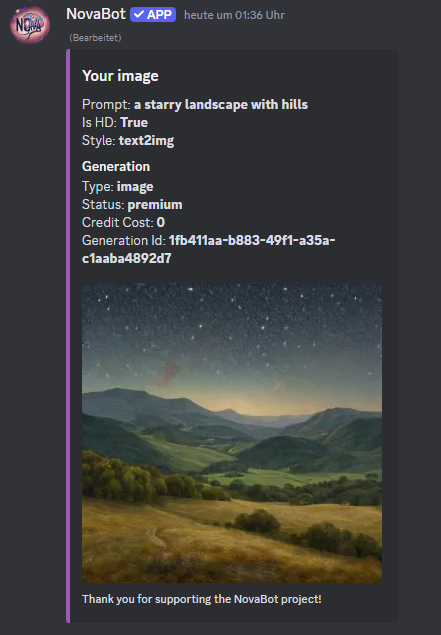 NovaBot ✓ APP heute um 01:36 Uhr
(Bearbeitet)
Your image
Prompt: a starry landscape with hills
Is HD: True
Style: text2img
Generation
Type: image
Status: premium
Credit Cost: 0
Generation Id: 1fb411aa-b883-49f1-a35a-
c1aaba4892d7
Thank you for supporting the NovaBot project!